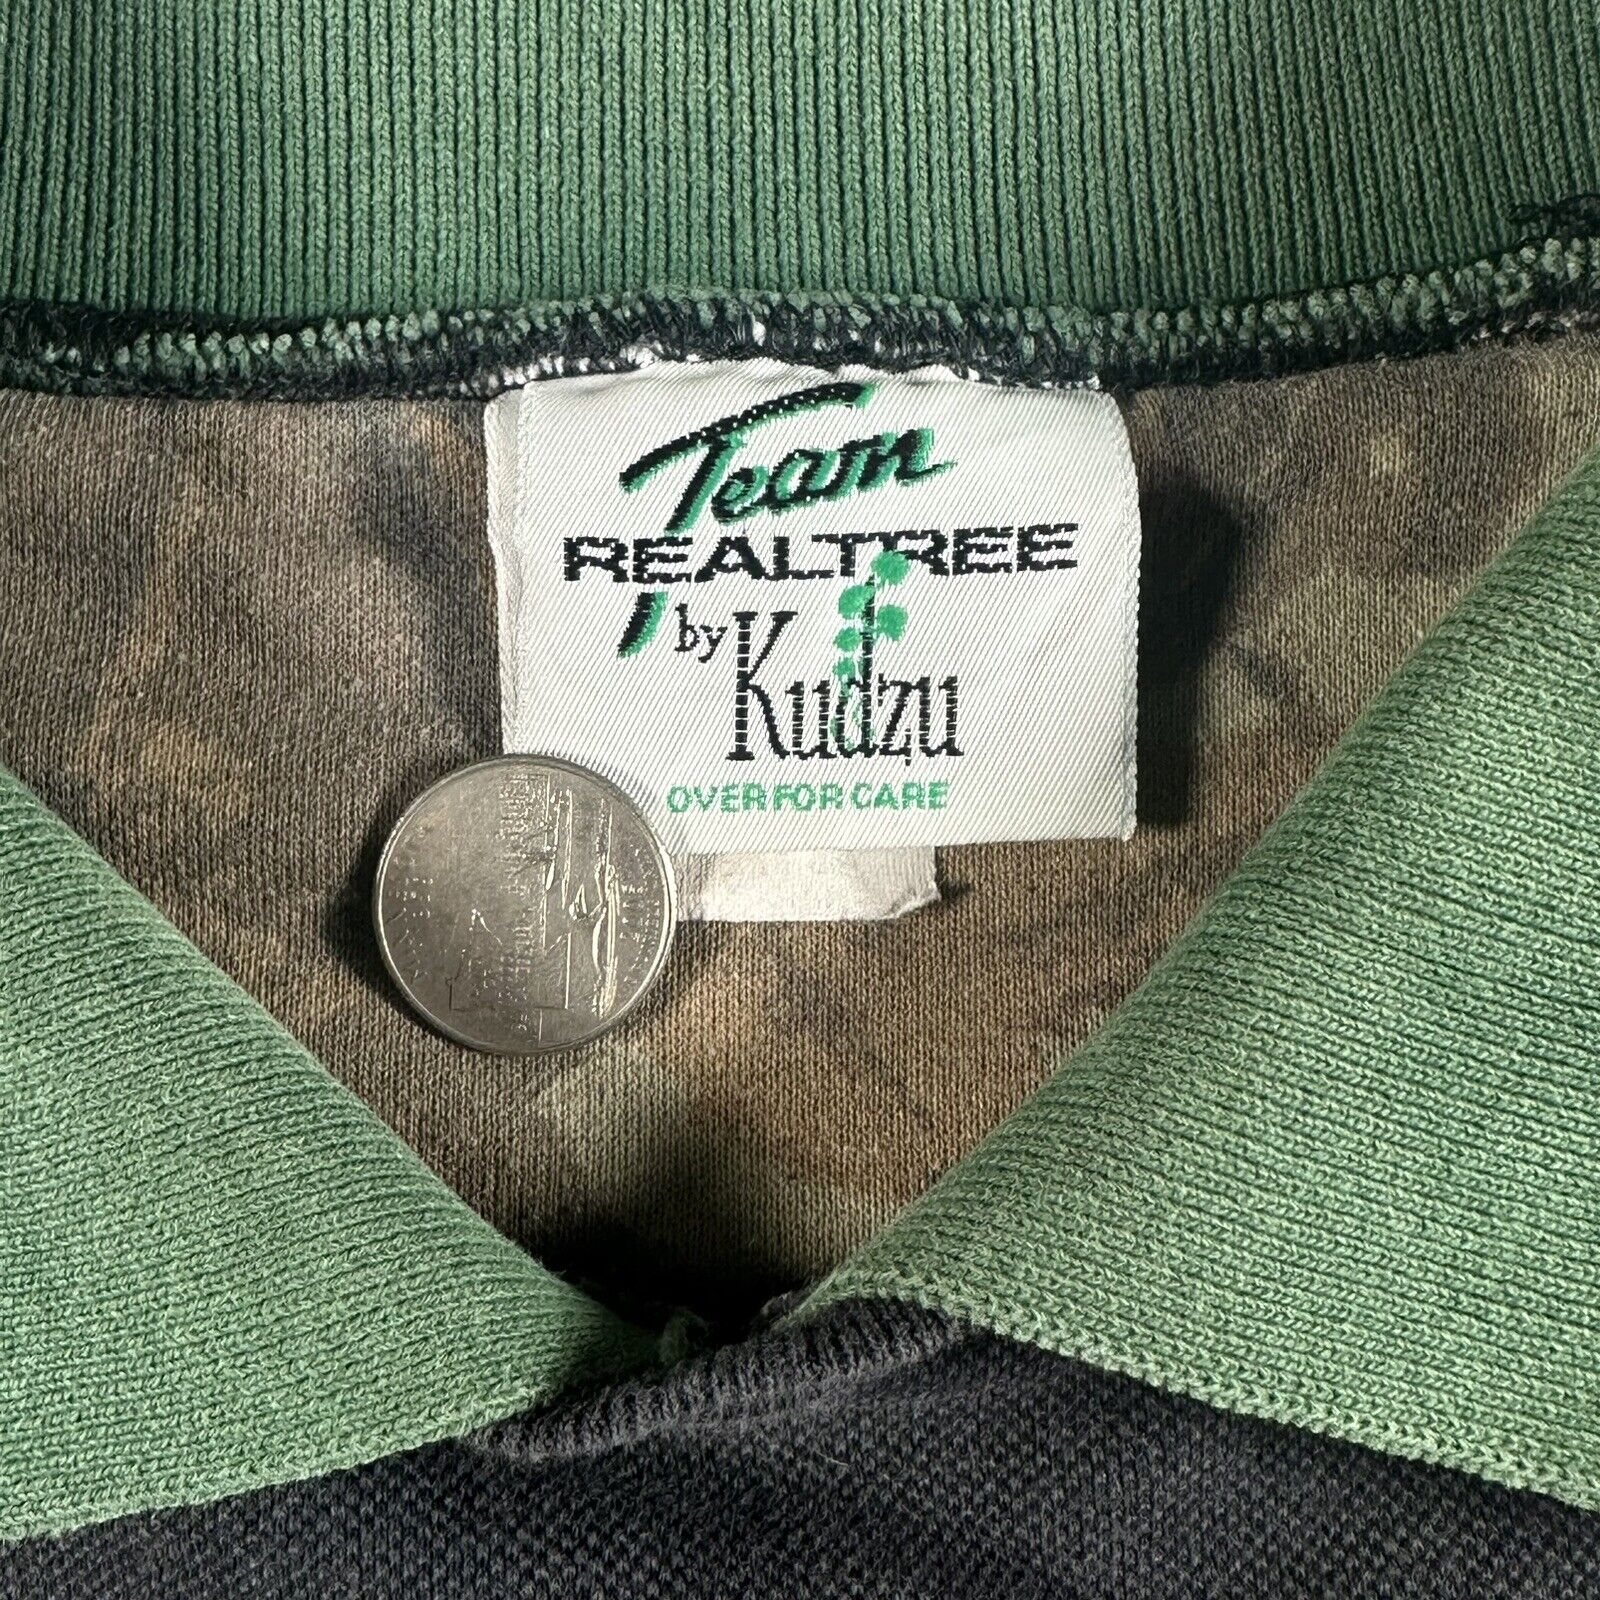 Team
REALTREE
by Kudzu
OVER FOR CARE